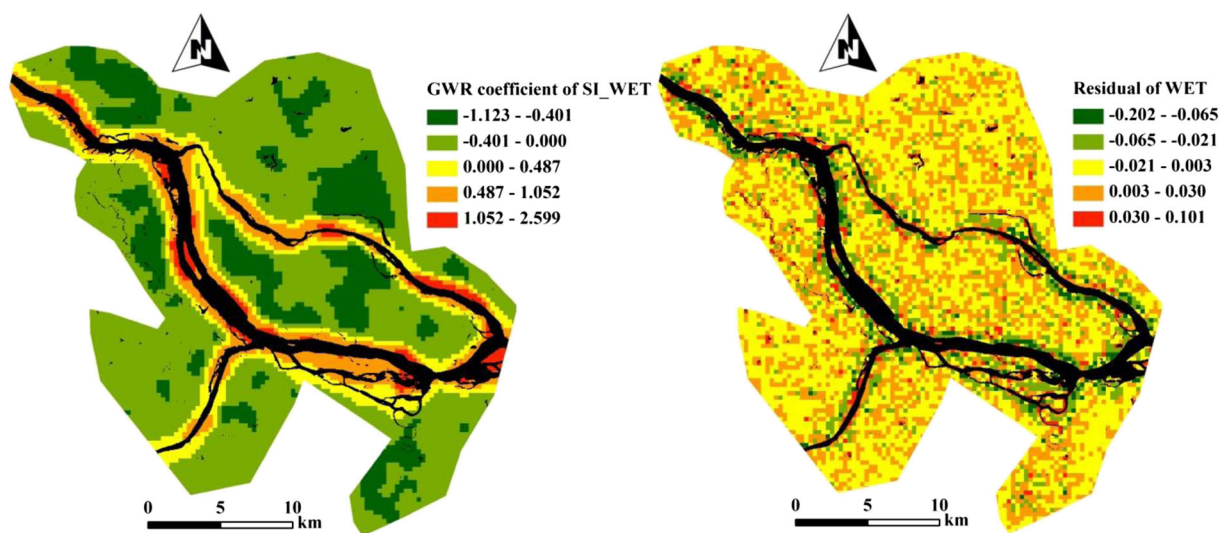 N
GWR coefficient of SI_WET
-1.123 - -0.401
-0.401 - 0.000
0.000 - 0.487
0.487 - 1.052
1.052 - 2.599
0 5 10
km
N
Residual of WET
-0.202 - -0.065
-0.065 - -0.021
-0.021 - 0.003
0.003 - 0.030
0.030 - 0.101
0 5 10
km